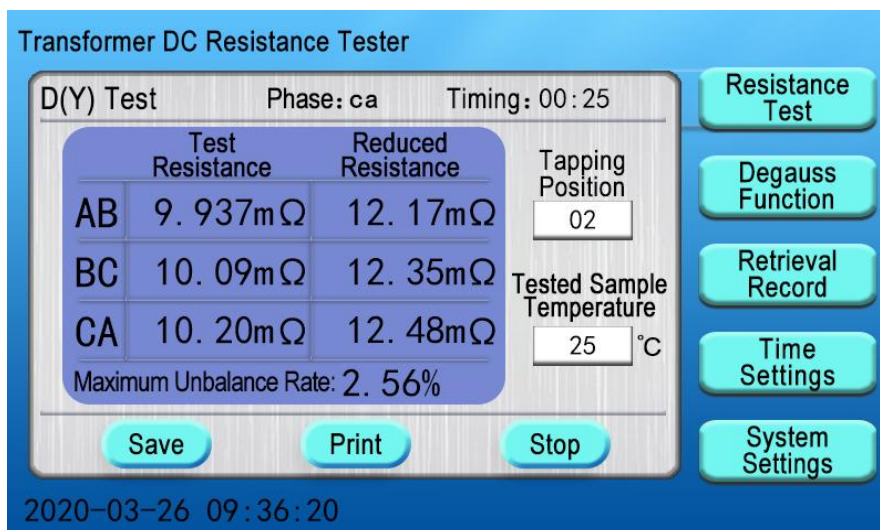 Transformer DC Resistance Tester
D(Y) Test Phase: ca Timing: 00:25
Test Resistance Reduced Resistance
AB 9.937mΩ 12.17mΩ
BC 10.09mΩ 12.35mΩ
CA 10.20mΩ 12.48mΩ
Maximum Unbalance Rate: 2.56%
Tapping
Position
02
Tested Sample
Temperature
25 °C
Save Print Stop
Resistance
Test
Degauss
Function
Retrieval
Record
Time
Settings
System
Settings
2020-03-26 09:36:20